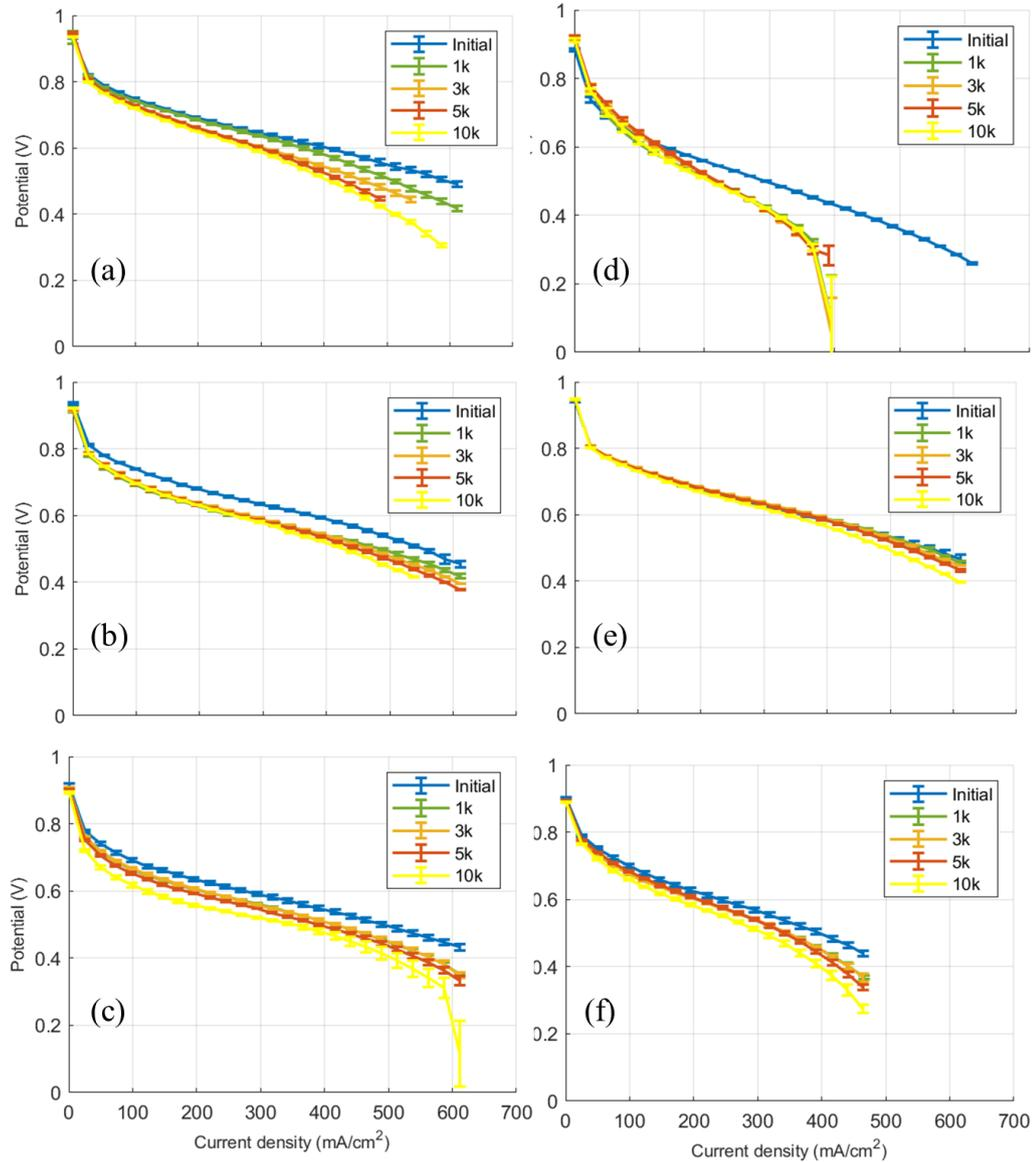 1
0.8
0.6
0.4
0.2
0
Potential (V)
Initial
1k
3k
5k
10k
(a)
1
0.8
0.6
0.4
0.2
0
Initial
1k
3k
5k
10k
(d)
1
0.8
0.6
0.4
0.2
0
Potential (V)
Initial
1k
3k
5k
10k
(b)
1
0.8
0.6
0.4
0.2
0
Initial
1k
3k
5k
10k
(e)
1
0.8
0.6
0.4
0.2
0
Potential (V)
Initial
1k
3k
5k
10k
(c)
0 100 200 300 400 500 600 700
Current density (mA/cm²)
1
0.8
0.6
0.4
0.2
0
Initial
1k
3k
5k
10k
(f)
0 100 200 300 400 500 600 700
Current density (mA/cm²)